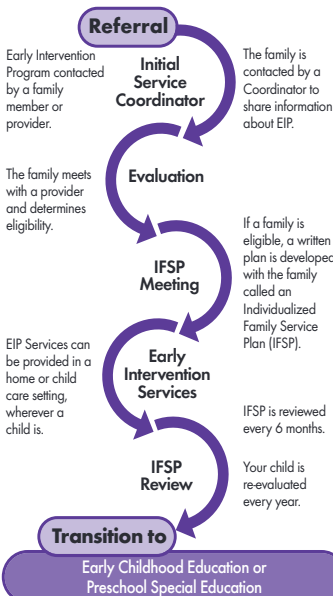 Referral
Early Intervention
Program contacted
by a family
member or
provider.
Initial
Service
Coordinator
The family is
contacted by a
Coordinator to
share information
about EIP.
The family meets
with a provider
and determines
eligibility.
Evaluation
IFSP
Meeting
If a family is
eligible, a written
plan is developed
with the family
called an
Individualized
Family Service
Plan (IFSP).
EIP Services can
be provided in a
home or child
care setting,
wherever a
child is.
Early
Intervention
Services
IFSP is reviewed
every 6 months.
IFSP
Review
Your child is
re-evaluated
every year.
Transition to
Early Childhood Education or
Preschool Special Education